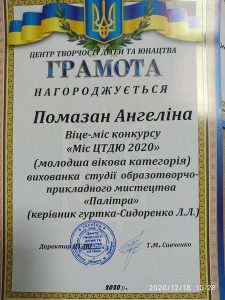 ЦЕНТР ТВОРЧОСТІ ДІТЕЙ ТА ЮНАЦТВА
ГРАМОТА
НАГОРОДЖУЄТЬСЯ
Помазан Ангеліна
Віце-міс конкурсу
«Міс ЦТДЮ 2020»
(молодша вікова категорія)
вихованка студії образотворчо-
прикладного мистецтва
«Палітра»
(керівник гуртка-Сидоренко Л.Л.)
Директор ЦТДЮ Т.М. Савченко
2020 р.
2020/12/18 10:28